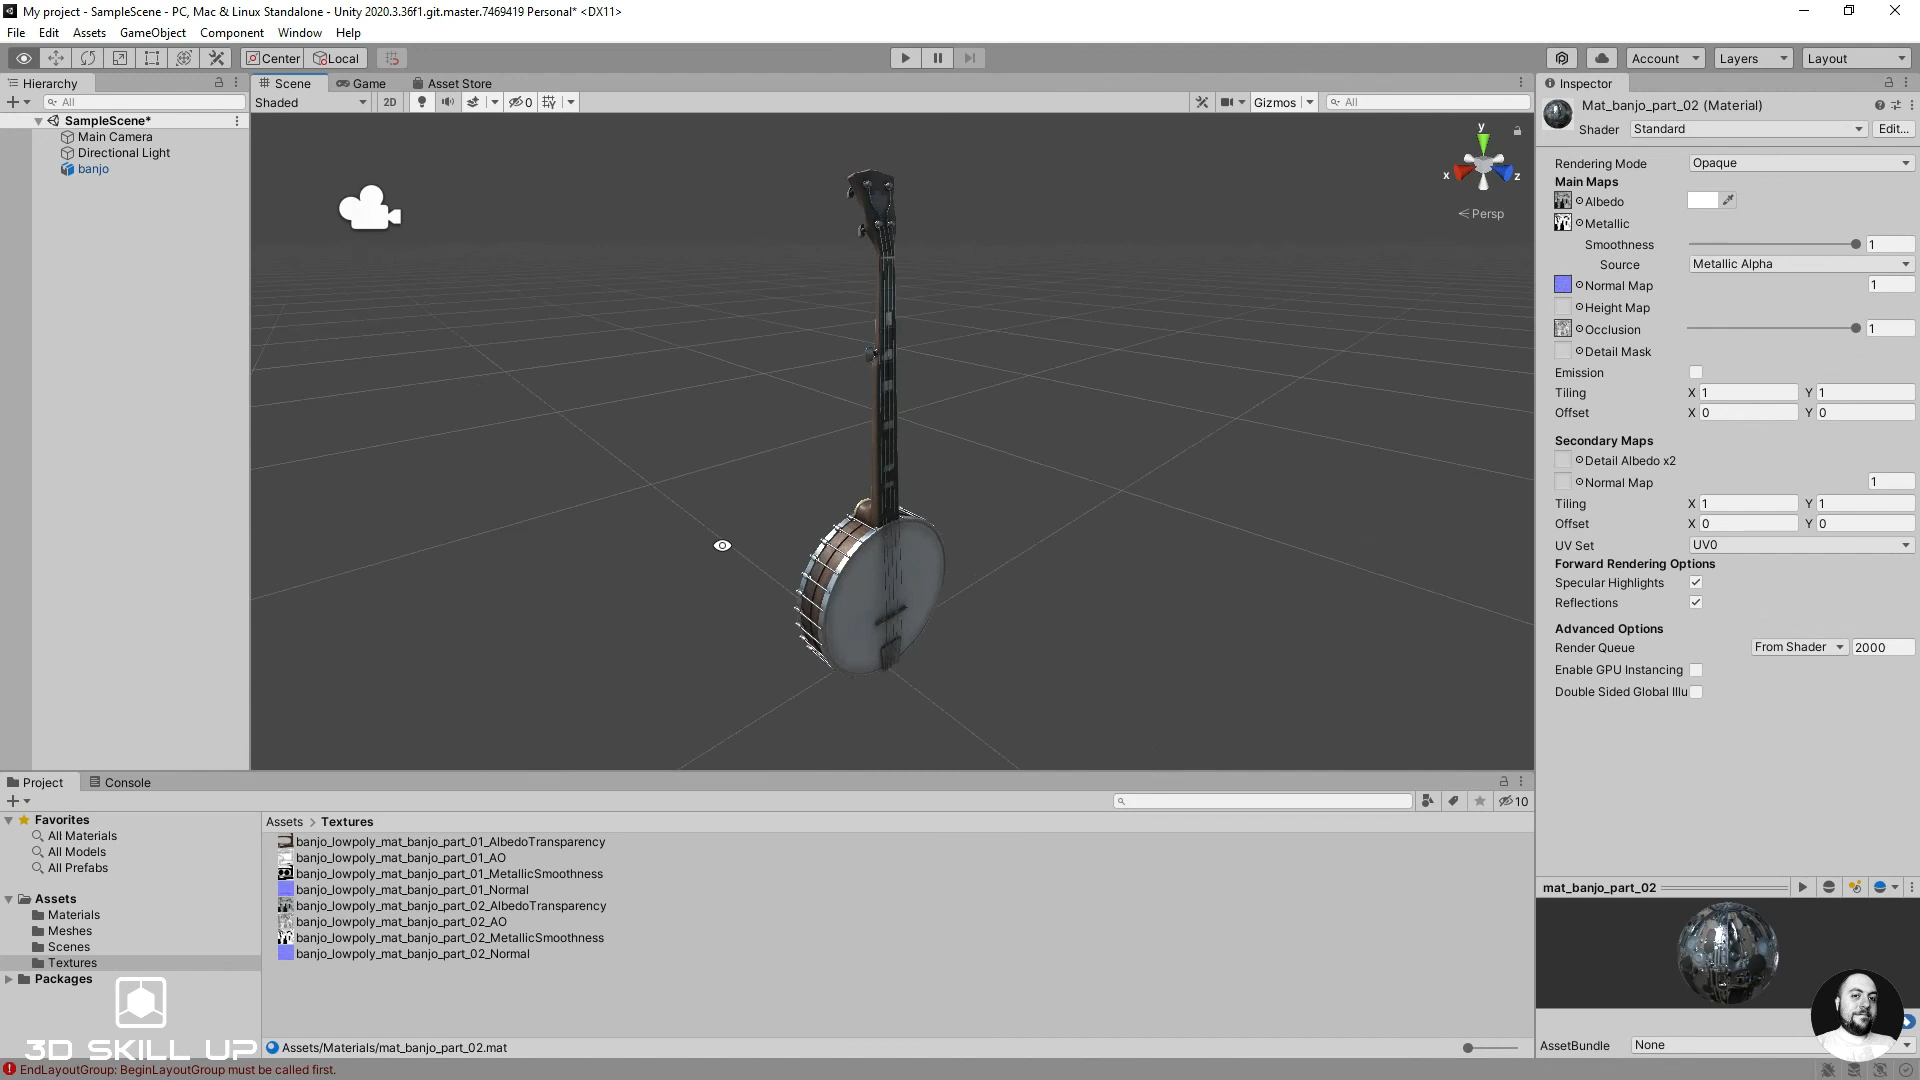 My project - SampleScene - PC, Mac & Linux Standalone - Unity 2020.3.36f1.git.master.7469419 Personal* <DX11>
File Edit Assets GameObject Component Window Help
Center Local Account Layers Layout
Hierarchy
All
SampleScene*
Main Camera
Directional Light
banjo
Scene Game Asset Store
Shaded 2D 0 Gizmos All
y
x z
Persp
Inspector
Mat_banjo_part_02 (Material)
Shader Standard Edit...
Rendering Mode Opaque
Main Maps
Albedo
Metallic
Smoothness 1
Source Metallic Alpha
Normal Map 1
Height Map
Occlusion 1
Detail Mask
Emission
Tiling X 1 Y 1
Offset X 0 Y 0
Secondary Maps
Detail Albedo x2
Normal Map 1
Tiling X 1 Y 1
Offset X 0 Y 0
UV Set UV0
Forward Rendering Options
Specular Highlights
Reflections
Advanced Options
Render Queue From Shader 2000
Enable GPU Instancing
Double Sided Global Illu
Project Console
10
Favorites
All Materials
All Models
All Prefabs
Assets
Materials
Meshes
Scenes
Textures
Packages
Assets > Textures
banjo_lowpoly_mat_banjo_part_01_AlbedoTransparency
banjo_lowpoly_mat_banjo_part_01_AO
banjo_lowpoly_mat_banjo_part_01_MetallicSmoothness
banjo_lowpoly_mat_banjo_part_01_Normal
banjo_lowpoly_mat_banjo_part_02_AlbedoTransparency
banjo_lowpoly_mat_banjo_part_02_AO
banjo_lowpoly_mat_banjo_part_02_MetallicSmoothness
banjo_lowpoly_mat_banjo_part_02_Normal
Assets/Materials/mat_banjo_part_02.mat
mat_banjo_part_02
AssetBundle None
3D SKILL UP
EndLayoutGroup: BeginLayoutGroup must be called first.